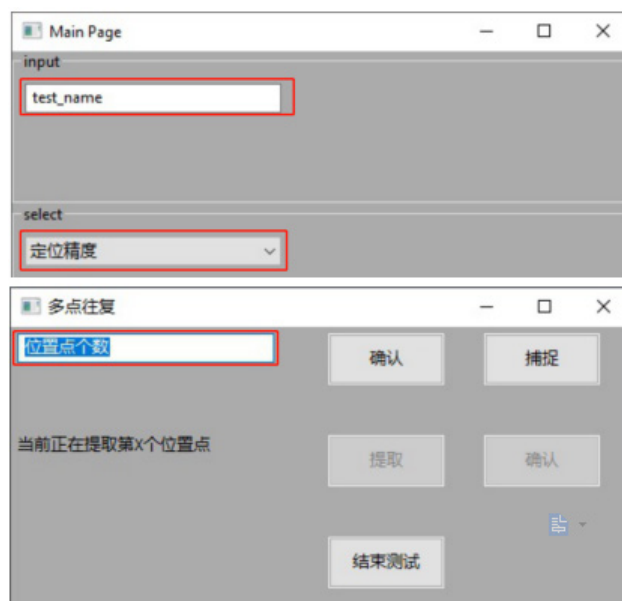 Main Page
input
test_name
select
定位精度
多点往复
位置点个数
确认
捕捉
当前正在提取第X个位置点
提取
确认
结束测试